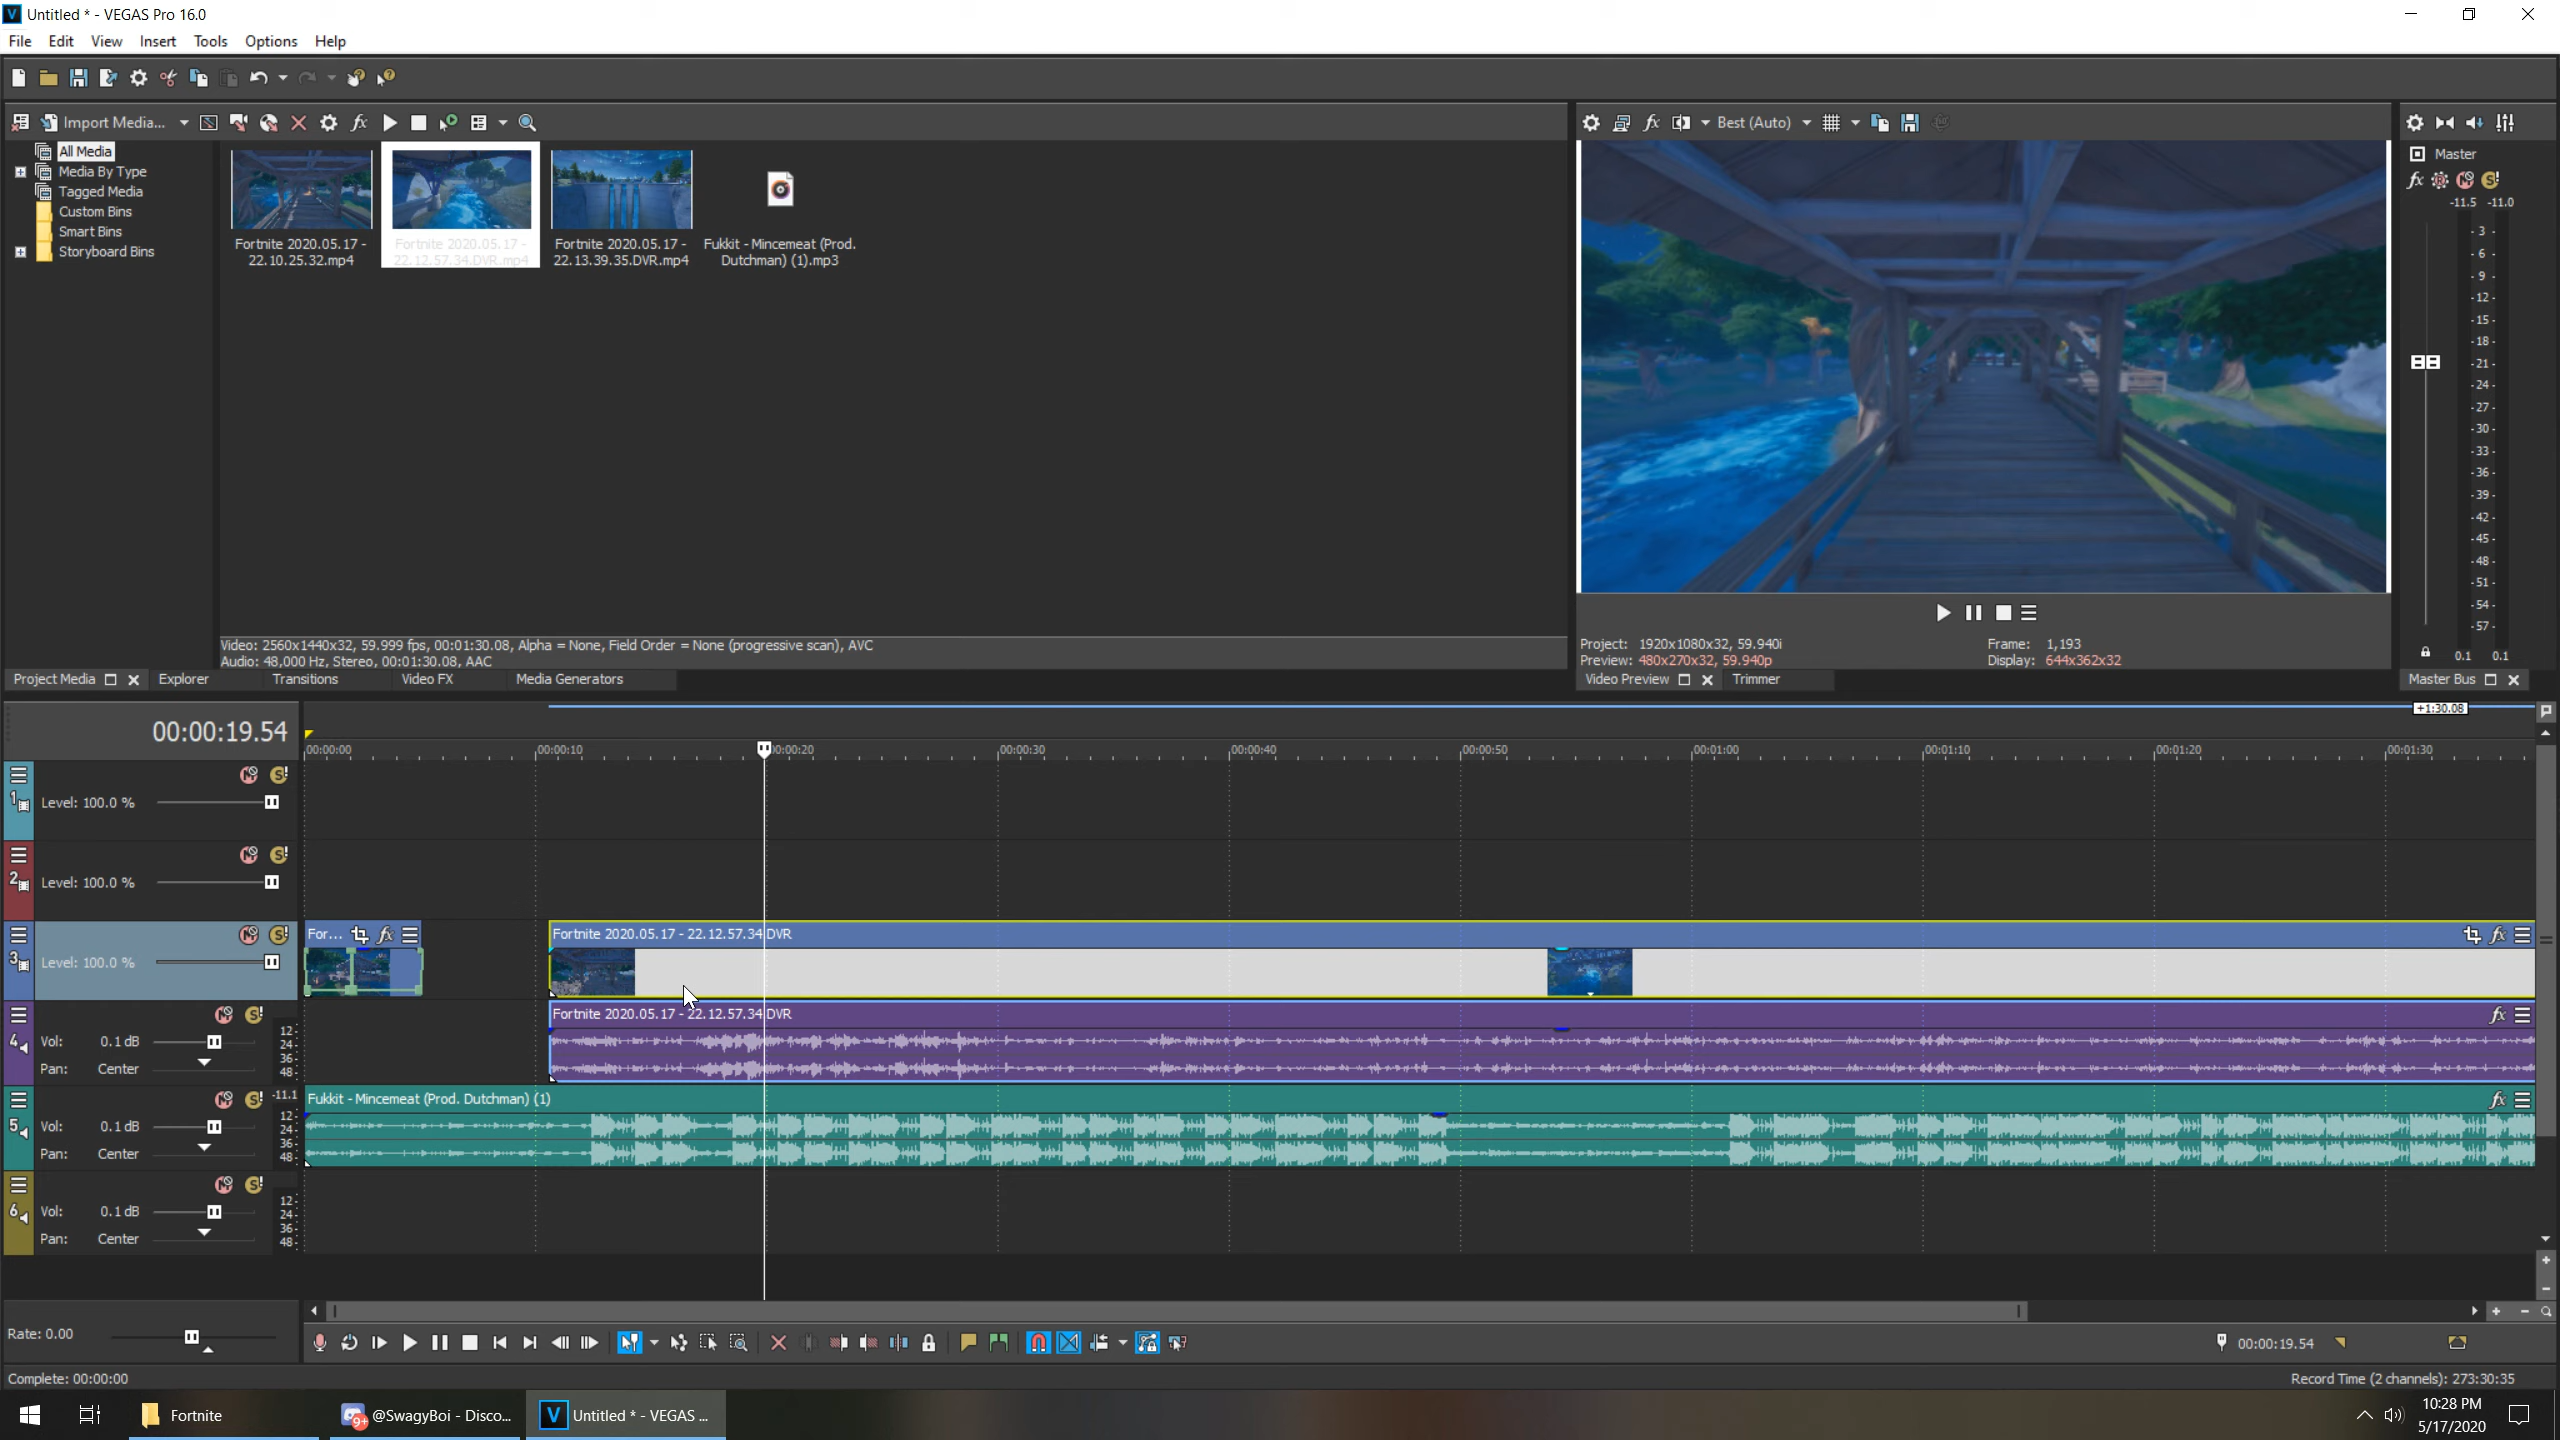 Untitled * - VEGAS Pro 16.0
File Edit View Insert Tools Options Help
Import Media...
Best (Auto)
All Media
Media By Type
Tagged Media
Custom Bins
Smart Bins
Storyboard Bins
Fortnite 2020.05.17 - 22.10.25.32.mp4
Fortnite 2020.05.17 - 22.12.57.34.DVR.mp4
Fortnite 2020.05.17 - 22.13.39.35.DVR.mp4
Fukkit - Mincemeat (Prod. Dutchman) (1).mp3
Master
-11.5 -11.0
-3-
-6-
-9-
-12-
-15-
-18-
-21-
-24-
-27-
-30-
-33-
-36-
-39-
-42-
-45-
-48-
-51-
-54-
-57-
0.1 0.1
Video: 2560x1440x32, 59.999 fps, 00:01:30.08, Alpha = None, Field Order = None (progressive scan), AVC
Audio: 48,000 Hz, Stereo, 00:01:30.08, AAC
Project: 1920x1080x32, 59.940i
Frame: 1,193
Preview: 480x270x32, 59.940p
Display: 644x362x32
Project Media Explorer Transitions Video FX Media Generators
Video Preview Trimmer
Master Bus
00:00:19.54
+1:30.08
00:00:00 00:00:10 00:00:20 00:00:30 00:00:40 00:00:50 00:01:00 00:01:10 00:01:20 00:01:30
1
Level: 100.0 %
2
Level: 100.0 %
3
Level: 100.0 %
For...
Fortnite 2020.05.17 - 22.12.57.34.DVR
4
Vol: 0.1 dB
Pan: Center
12
24
36
48
Fortnite 2020.05.17 - 22.12.57.34.DVR
5
Vol: 0.1 dB
Pan: Center
-11.1
12
24
36
48
Fukkit - Mincemeat (Prod. Dutchman) (1)
6
Vol: 0.1 dB
Pan: Center
12
24
36
48
Rate: 0.00
00:00:19.54
Complete: 00:00:00
Record Time (2 channels): 273:30:35
Fortnite
9+
@SwagyBoi - Disco...
Untitled * - VEGAS ...
10:28 PM
5/17/2020